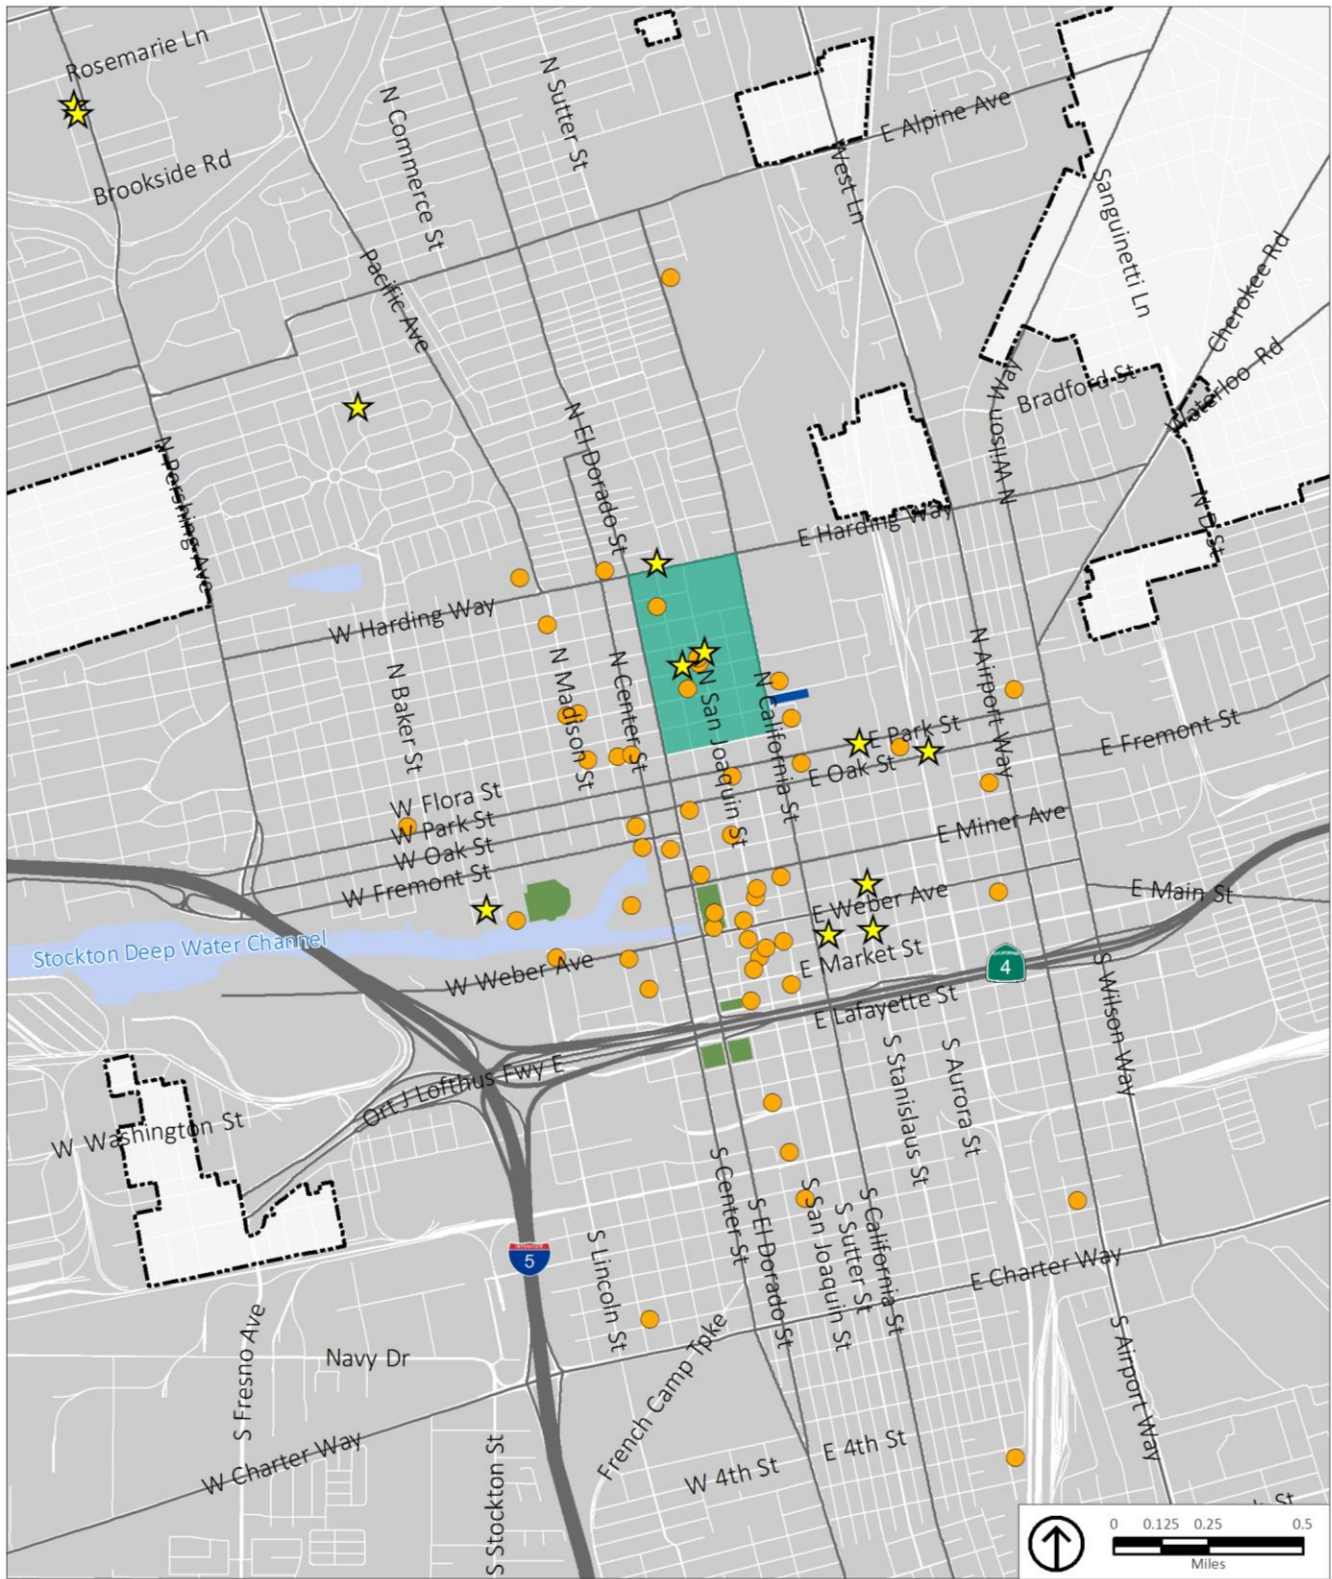 Rosemarie Ln
N Sutter St
N Commerce St
E Alpine Ave
West Ln
Brookside Rd
Sanguinetti Ln
Cherokee Rd
Pacific Ave
Waterloo Rd
Bradford St
N Wilson Way
N El Dorado St
N Pershing Ave
N D St
E Harding Way
W Harding Way
N Baker St
N Madison St
N Center St
N San Joaquin St
N California St
N Airport Way
E Park St
E Fremont St
E Oak St
W Flora St
W Park St
W Oak St
W Fremont St
E Miner Ave
E Main St
E Weber Ave
Stockton Deep Water Channel
W Weber Ave
E Market St
4
S Wilson Way
E Lafayette St
S Stanislaus St
S Aurora St
Ort J Lofthus Fwy E
W Washington St
S Center St
S El Dorado St
S San Joaquin St
S Sutter St
S California St
5
S Lincoln St
E Charter Way
S Fresno Ave
Navy Dr
French Camp Tpke
S Airport Way
W Charter Way
S Stockton St
W 4th St
E 4th St
St
0 0.125 0.25 0.5
Miles